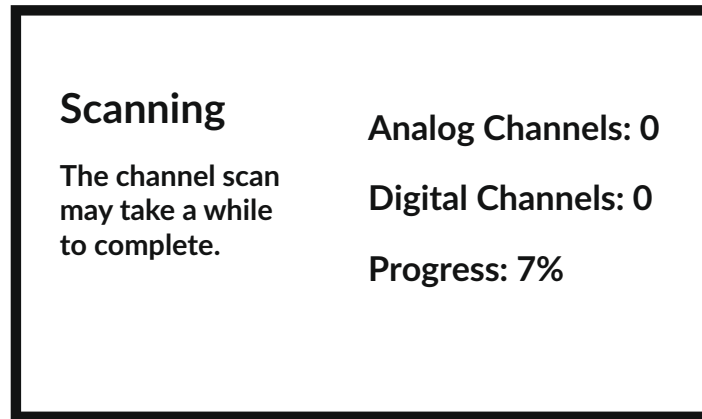 Scanning
The channel scan
may take a while
to complete.
Analog Channels: 0
Digital Channels: 0
Progress: 7%